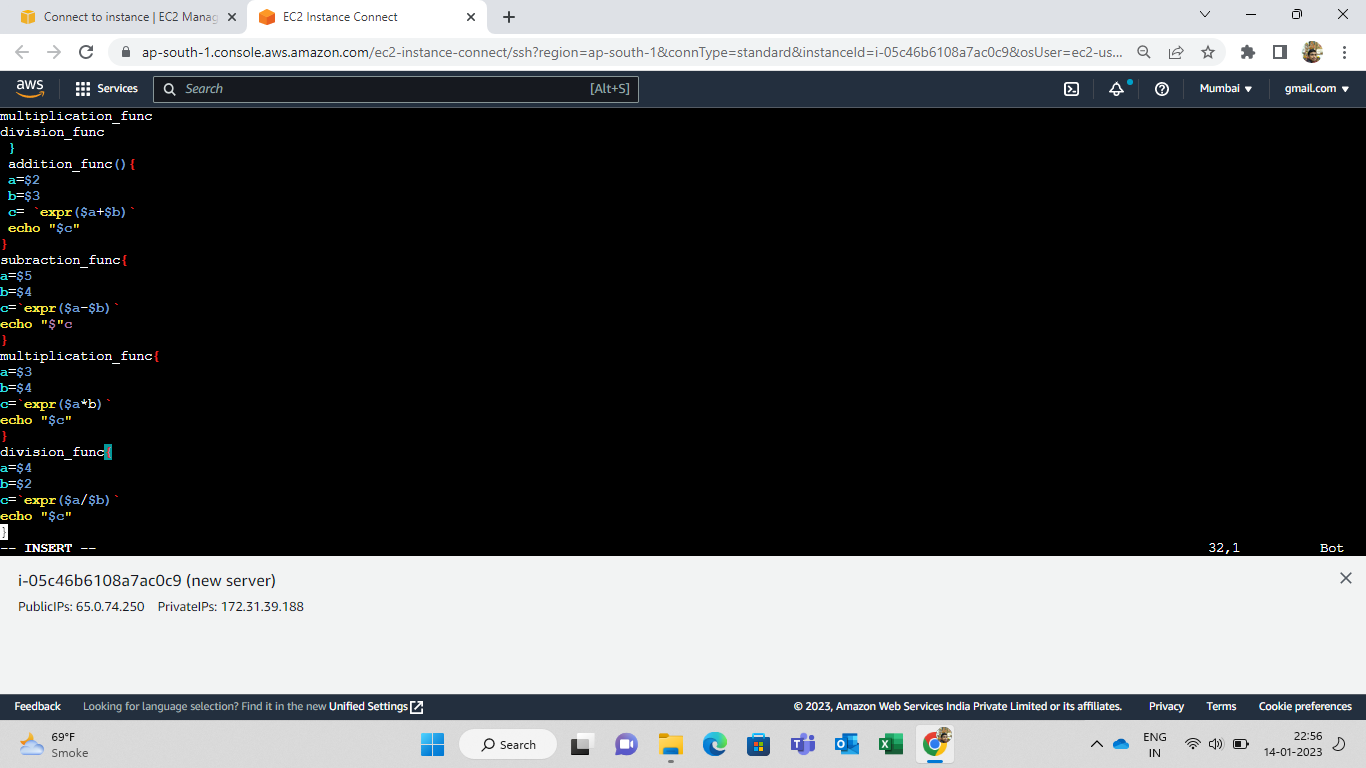 Connect to instance | EC2 Manag
EC2 Instance Connect
ap-south-1.console.aws.amazon.com/ec2-instance-connect/ssh?region=ap-south-1&connType=standard&instanceId=i-05c46b6108a7ac0c9&osUser=ec2-us...
aws
Services
Search
[Alt+S]
Mumbai
gmail.com
multiplication_func
division_func
}
addition_func(){
a=$2
b=$3
c= `expr($a+$b)`
echo "$c"
}
subraction_func{
a=$5
b=$4
c=`expr($a-$b)`
echo "$"c
}
multiplication_func{
a=$3
b=$4
c=`expr($a*b)`
echo "$c"
}
division_func{
a=$4
b=$2
c=`expr($a/$b)`
echo "$c"
}
-- INSERT --
32,1
Bot
i-05c46b6108a7ac0c9 (new server)
PublicIPs: 65.0.74.250 PrivateIPs: 172.31.39.188
Feedback
Looking for language selection? Find it in the new Unified Settings
© 2023, Amazon Web Services India Private Limited or its affiliates.
Privacy
Terms
Cookie preferences
69°F
Smoke
Search
ENG
IN
22:56
14-01-2023